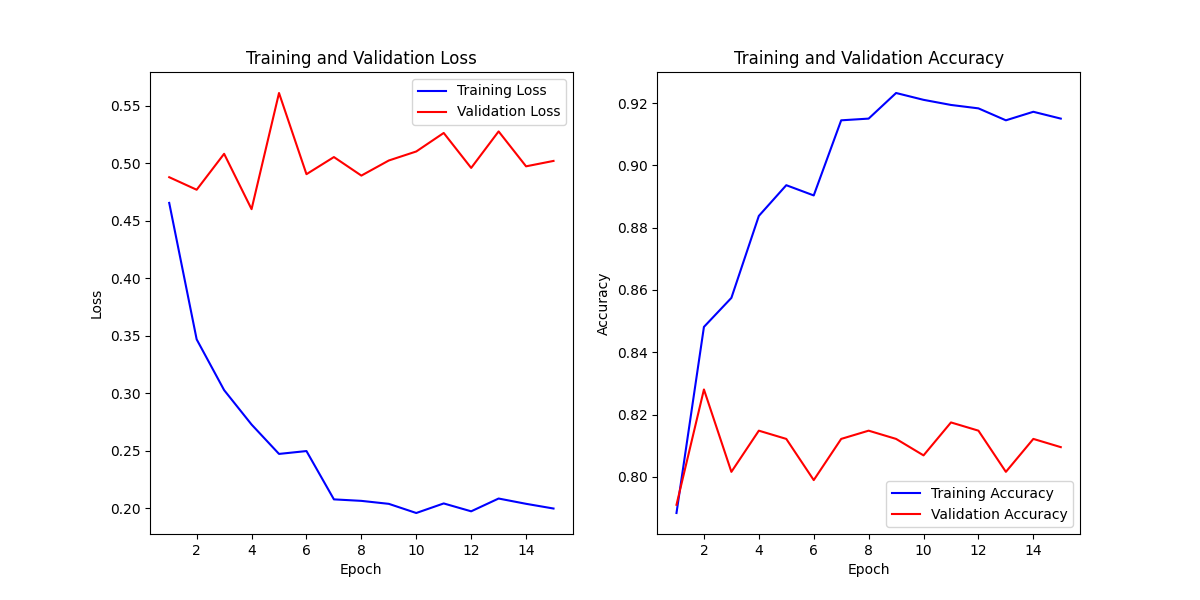 Training and Validation Loss
Training Loss
Validation Loss
0.55
0.50
0.45
0.40
0.35
0.30
0.25
0.20
Loss
2 4 6 8 10 12 14
Epoch
Training and Validation Accuracy
0.92
0.90
0.88
0.86
0.84
0.82
0.80
Accuracy
Training Accuracy
Validation Accuracy
2 4 6 8 10 12 14
Epoch